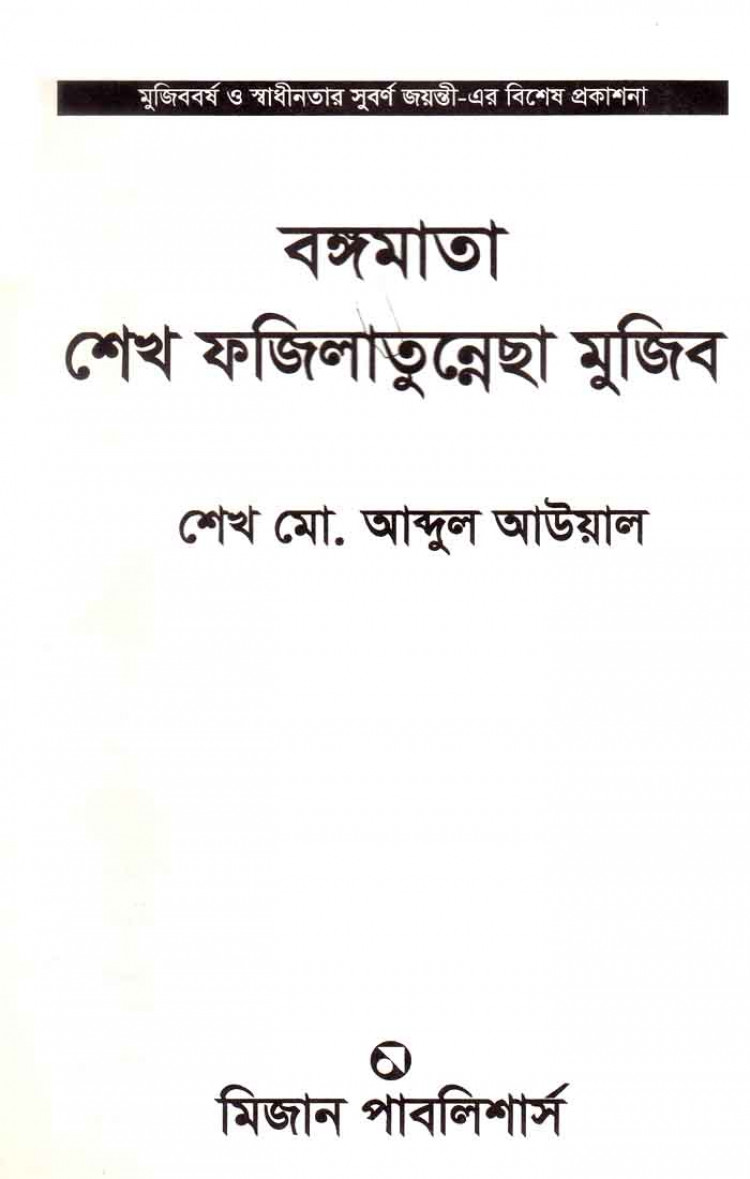 মুজিববর্ষ ও স্বাধীনতার সুবর্ণ জয়ন্তী-এর বিশেষ প্রকাশনা
বঙ্গমাতা
শেখ ফজিলাতুন্নেছা মুজিব
শেখ মো. আব্দুল আউয়াল
মিজান পাবলিশার্স